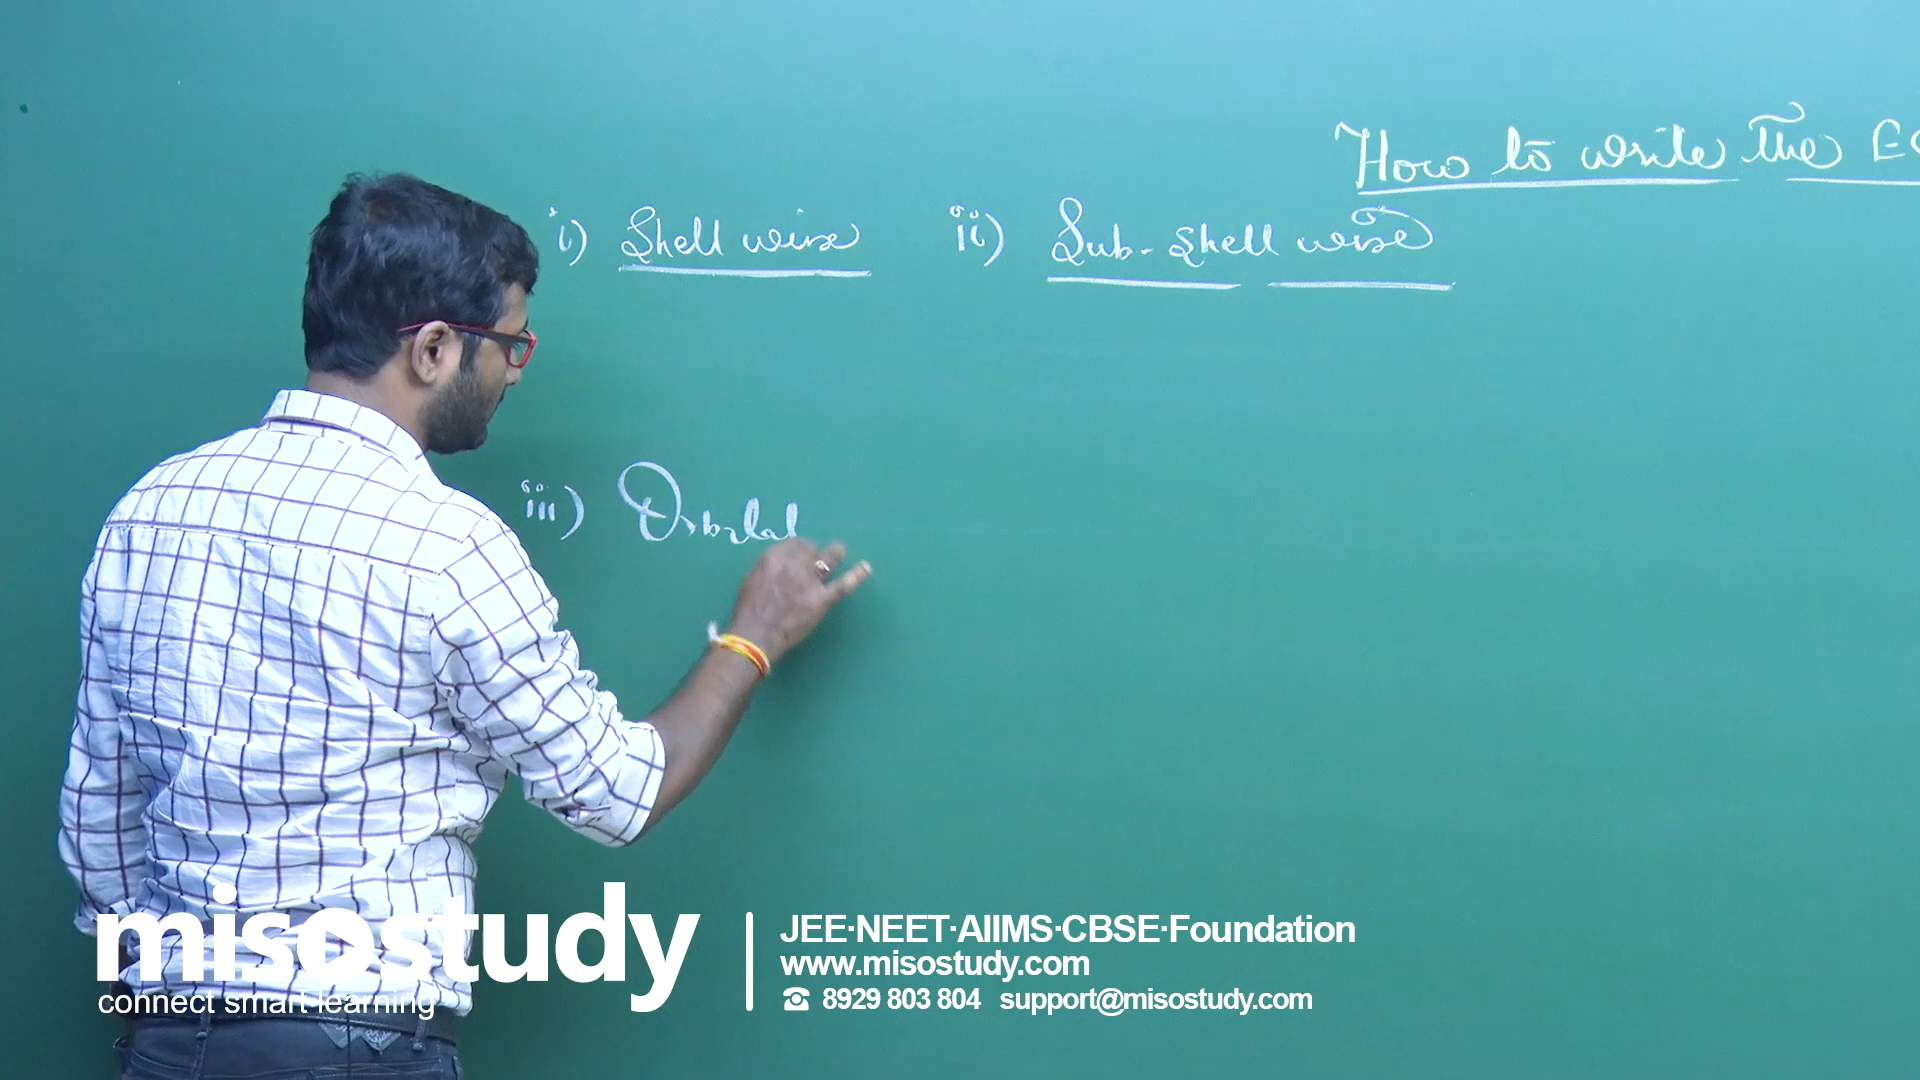 How to write the EC
i) Shell wise ii) Sub-shell wise
iii) Orbital
misostudy
connect smart learning
JEE·NEET·AIIMS·CBSE·Foundation
www.misostudy.com
☎ 8929 803 804 support@misostudy.com